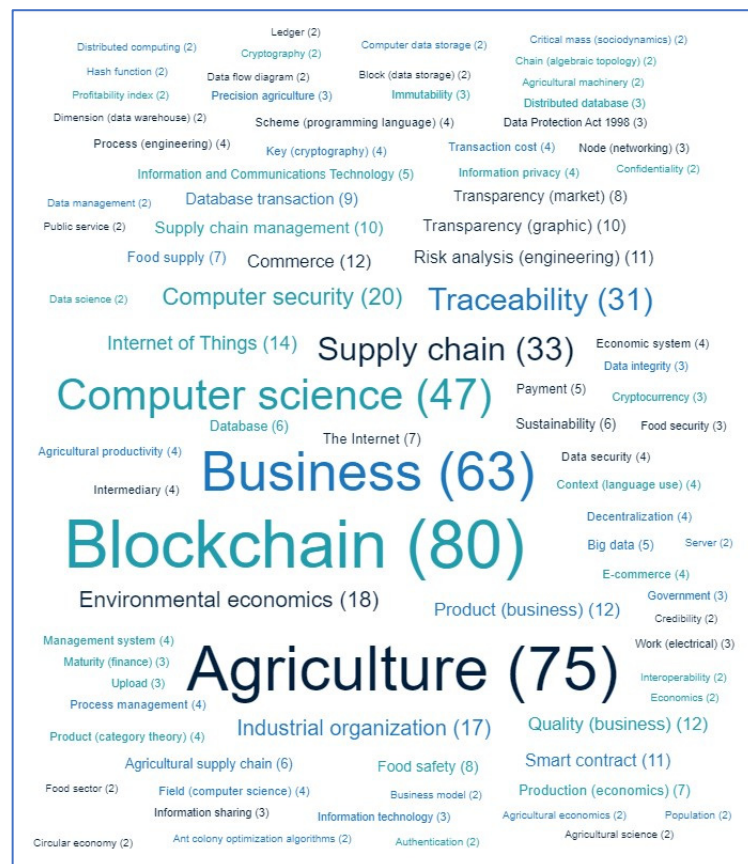 Ledger (2)
Distributed computing (2)
Cryptography (2)
Computer data storage (2)
Critical mass (sociodynamics) (2)
Hash function (2)
Data flow diagram (2)
Block (data storage) (2)
Chain (algebraic topology) (2)
Agricultural machinery (2)
Profitability index (2)
Precision agriculture (3)
Immutability (3)
Distributed database (3)
Dimension (data warehouse) (2)
Scheme (programming language) (4)
Data Protection Act 1998 (3)
Process (engineering) (4)
Key (cryptography) (4)
Transaction cost (4)
Node (networking) (3)
Information and Communications Technology (5)
Information privacy (4)
Confidentiality (2)
Data management (2)
Database transaction (9)
Transparency (market) (8)
Public service (2)
Supply chain management (10)
Transparency (graphic) (10)
Food supply (7)
Commerce (12)
Risk analysis (engineering) (11)
Data science (2)
Computer security (20)
Traceability (31)
Internet of Things (14)
Supply chain (33)
Economic system (4)
Data integrity (3)
Computer science (47)
Payment (5)
Cryptocurrency (3)
Database (6)
The Internet (7)
Sustainability (6)
Food security (3)
Agricultural productivity (4)
Business (63)
Data security (4)
Intermediary (4)
Context (language use) (4)
Blockchain (80)
Decentralization (4)
Big data (5)
Server (2)
E-commerce (4)
Environmental economics (18)
Product (business) (12)
Government (3)
Credibility (2)
Management system (4)
Agriculture (75)
Work (electrical) (3)
Maturity (finance) (3)
Upload (3)
Interoperability (2)
Economics (2)
Process management (4)
Industrial organization (17)
Quality (business) (12)
Product (category theory) (4)
Agricultural supply chain (6)
Food safety (8)
Smart contract (11)
Food sector (2)
Field (computer science) (4)
Business model (2)
Production (economics) (7)
Information sharing (3)
Information technology (3)
Agricultural economics (2)
Population (2)
Circular economy (2)
Ant colony optimization algorithms (2)
Authentication (2)
Agricultural science (2)